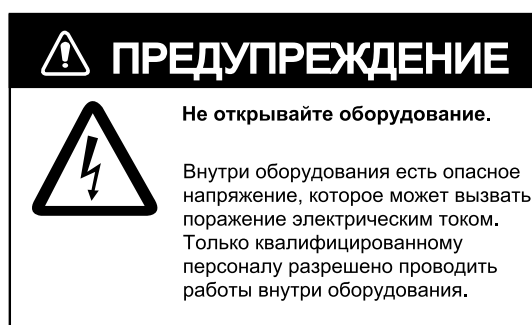 ПРЕДУПРЕЖДЕНИЕ
Не открывайте оборудование.
Внутри оборудования есть опасное
напряжение, которое может вызвать
поражение электрическим током.
Только квалифицированному
персоналу разрешено проводить
работы внутри оборудования.